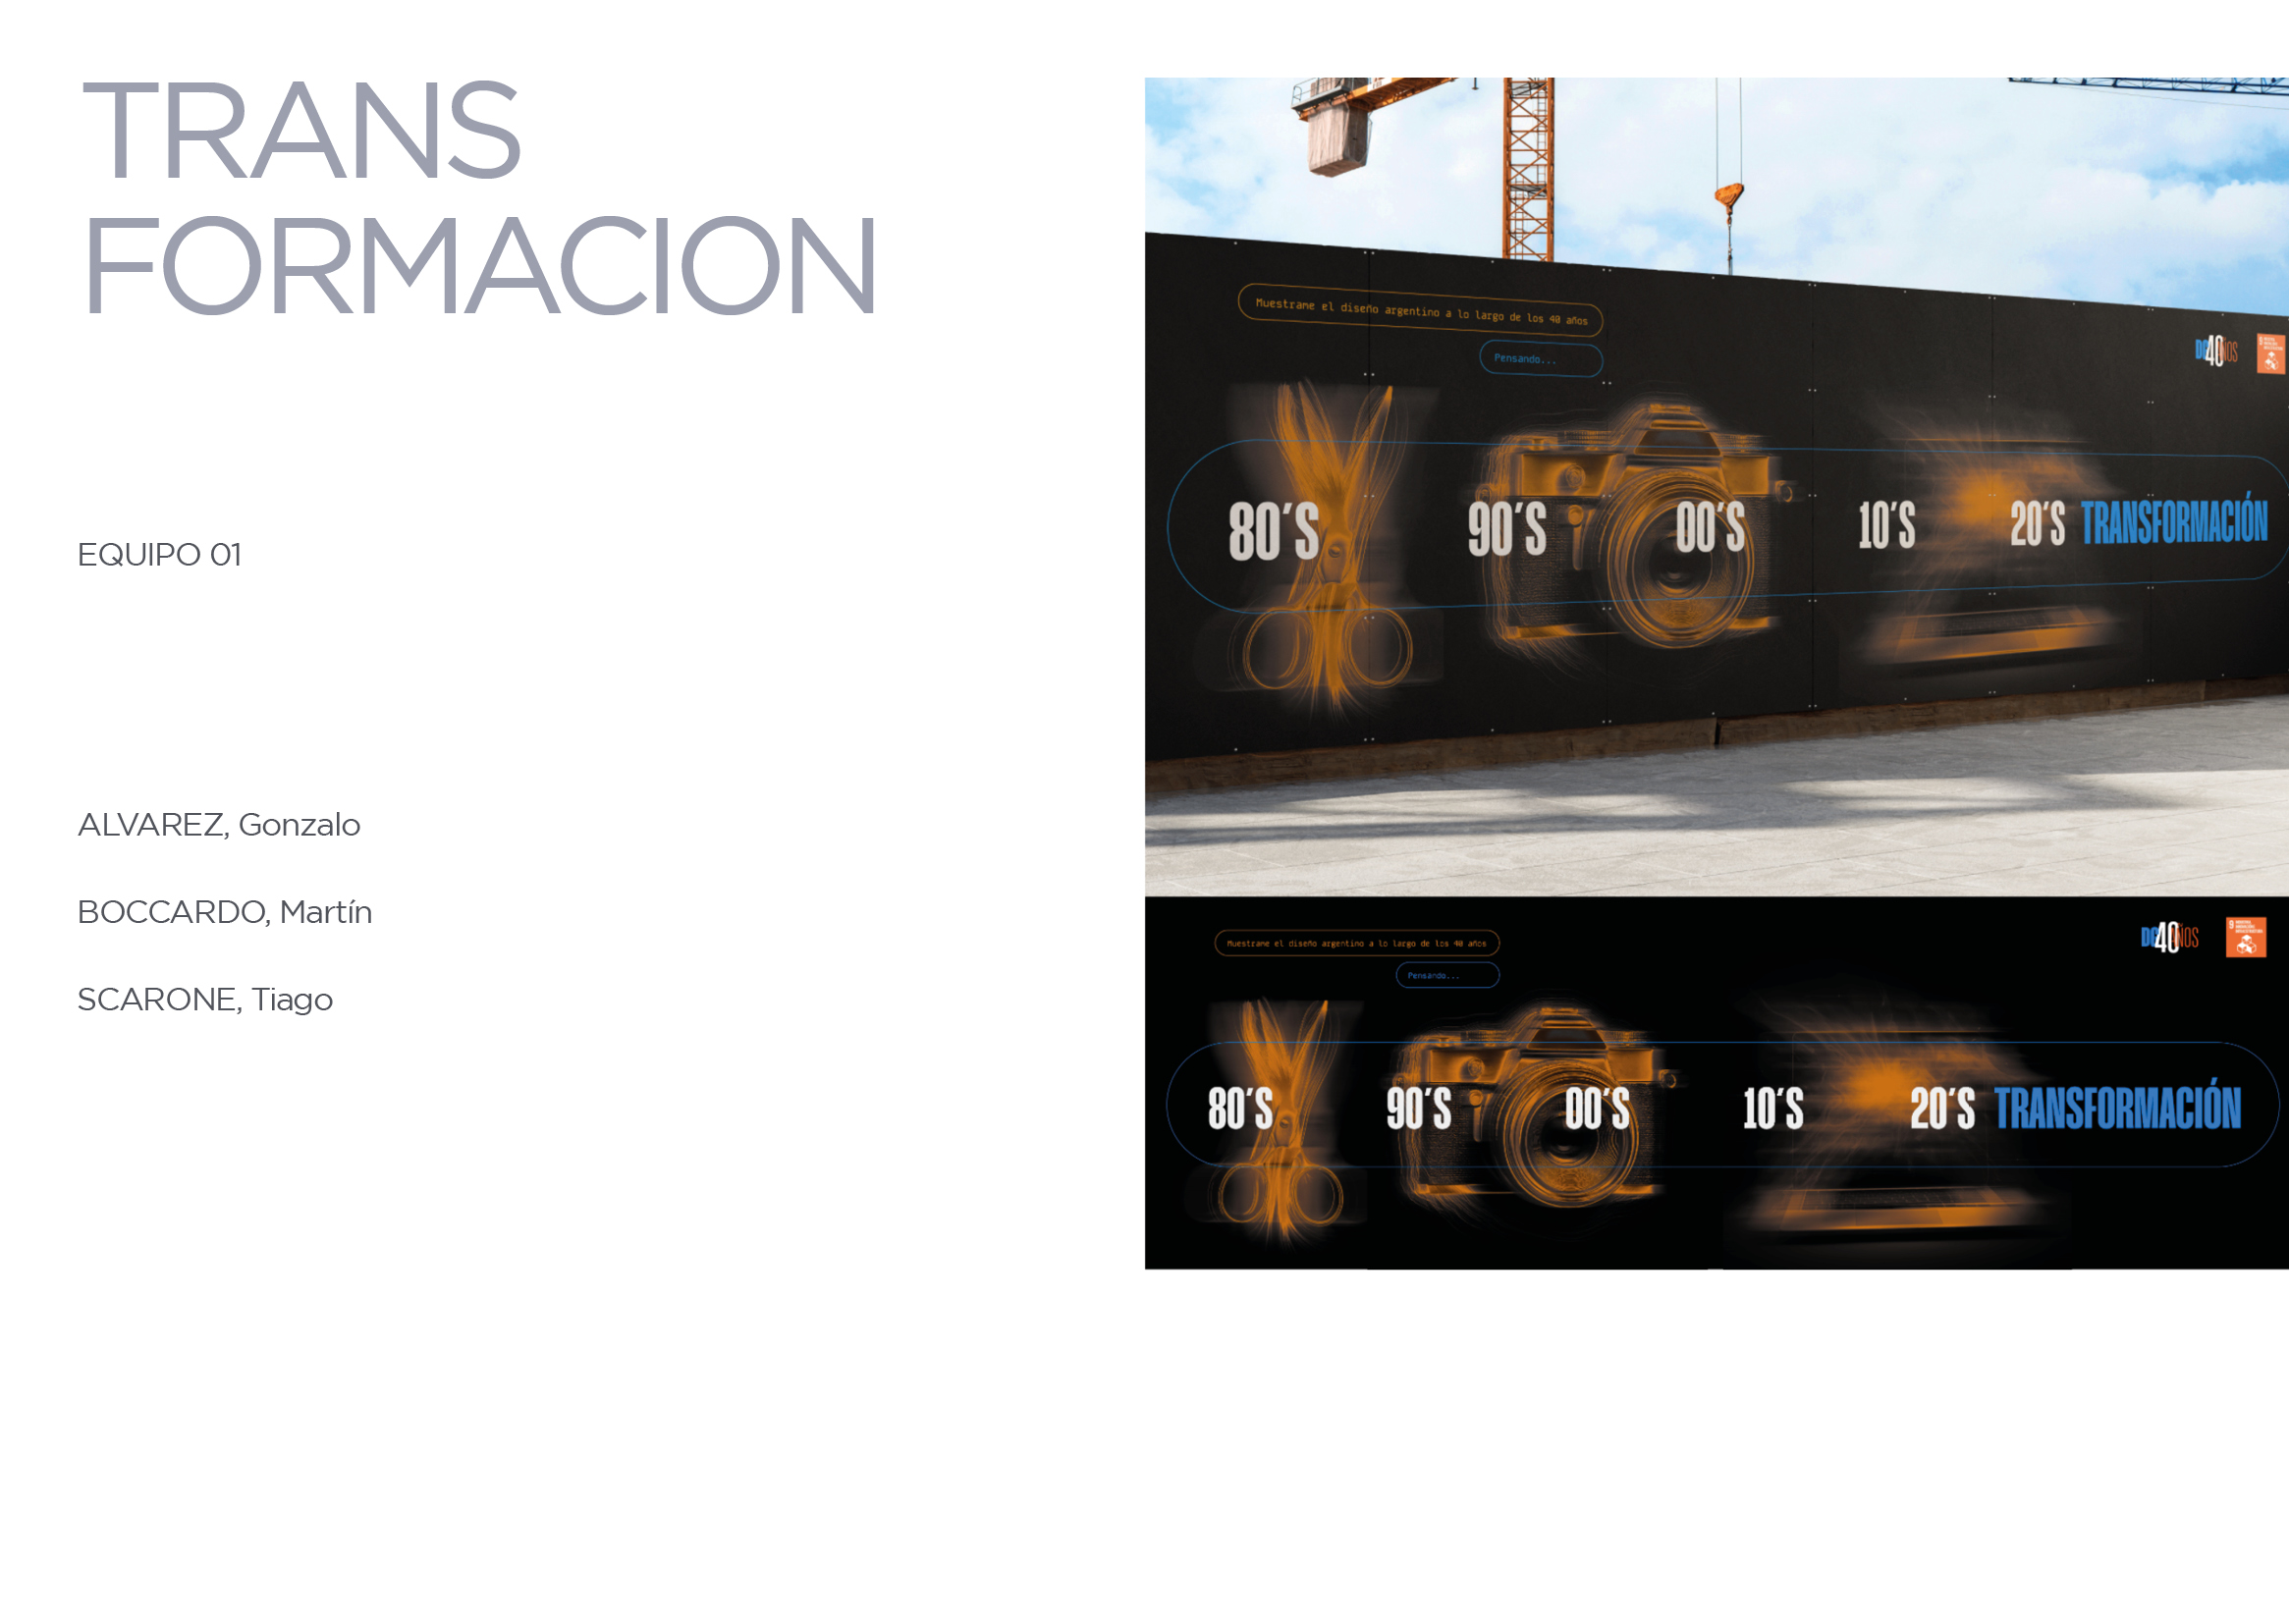 TRANS
FORMACION
EQUIPO 01
ALVAREZ, Gonzalo
BOCCARDO, Martín
SCARONE, Tiago
Muestrame el diseño argentino a lo largo de los 40 años
Pensando...
80'S
90'S
00'S
10'S
20'S TRANSFORMACIÓN
Muestrame el diseño argentino a lo largo de los 40 años
Pensando...
9
80'S
90'S
00'S
10'S
20'S TRANSFORMACIÓN